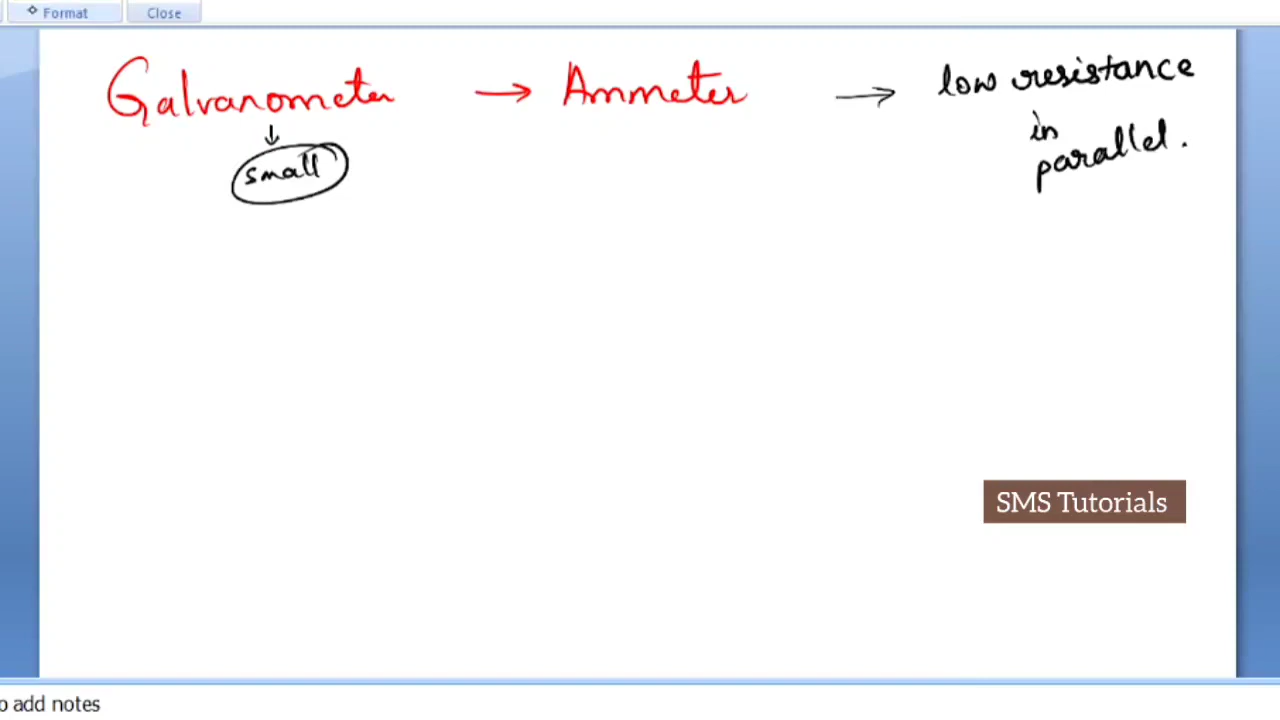 Format Close
Galvanometer → Ammeter → low resistance
in
small parallel.
SMS Tutorials
o add notes